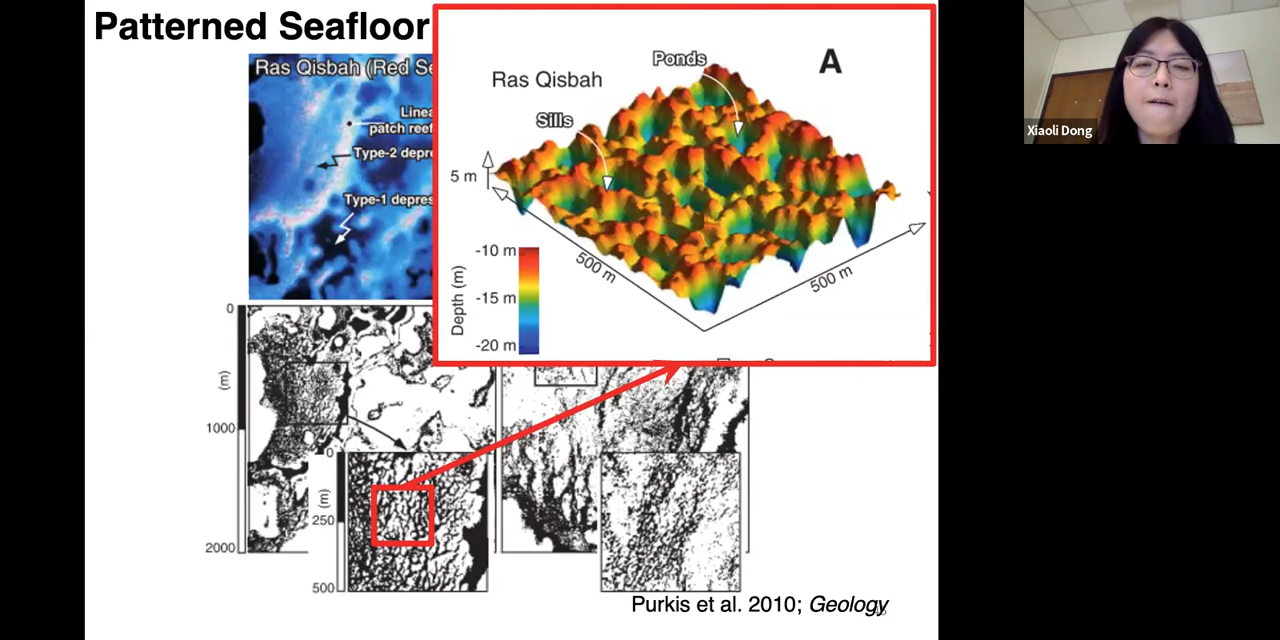 Patterned Seafloor
Ras Qisbah (Red Se
Linea
patch reef
Type-2 depre
Type-1 depres
Ras Qisbah
Ponds
A
Sills
5 m
500 m
500 m
Depth (m)
-10 m
-15 m
-20 m
0
(m)
1000
2000
0
(m)
250
500
Purkis et al. 2010; Geology
Xiaoli Dong